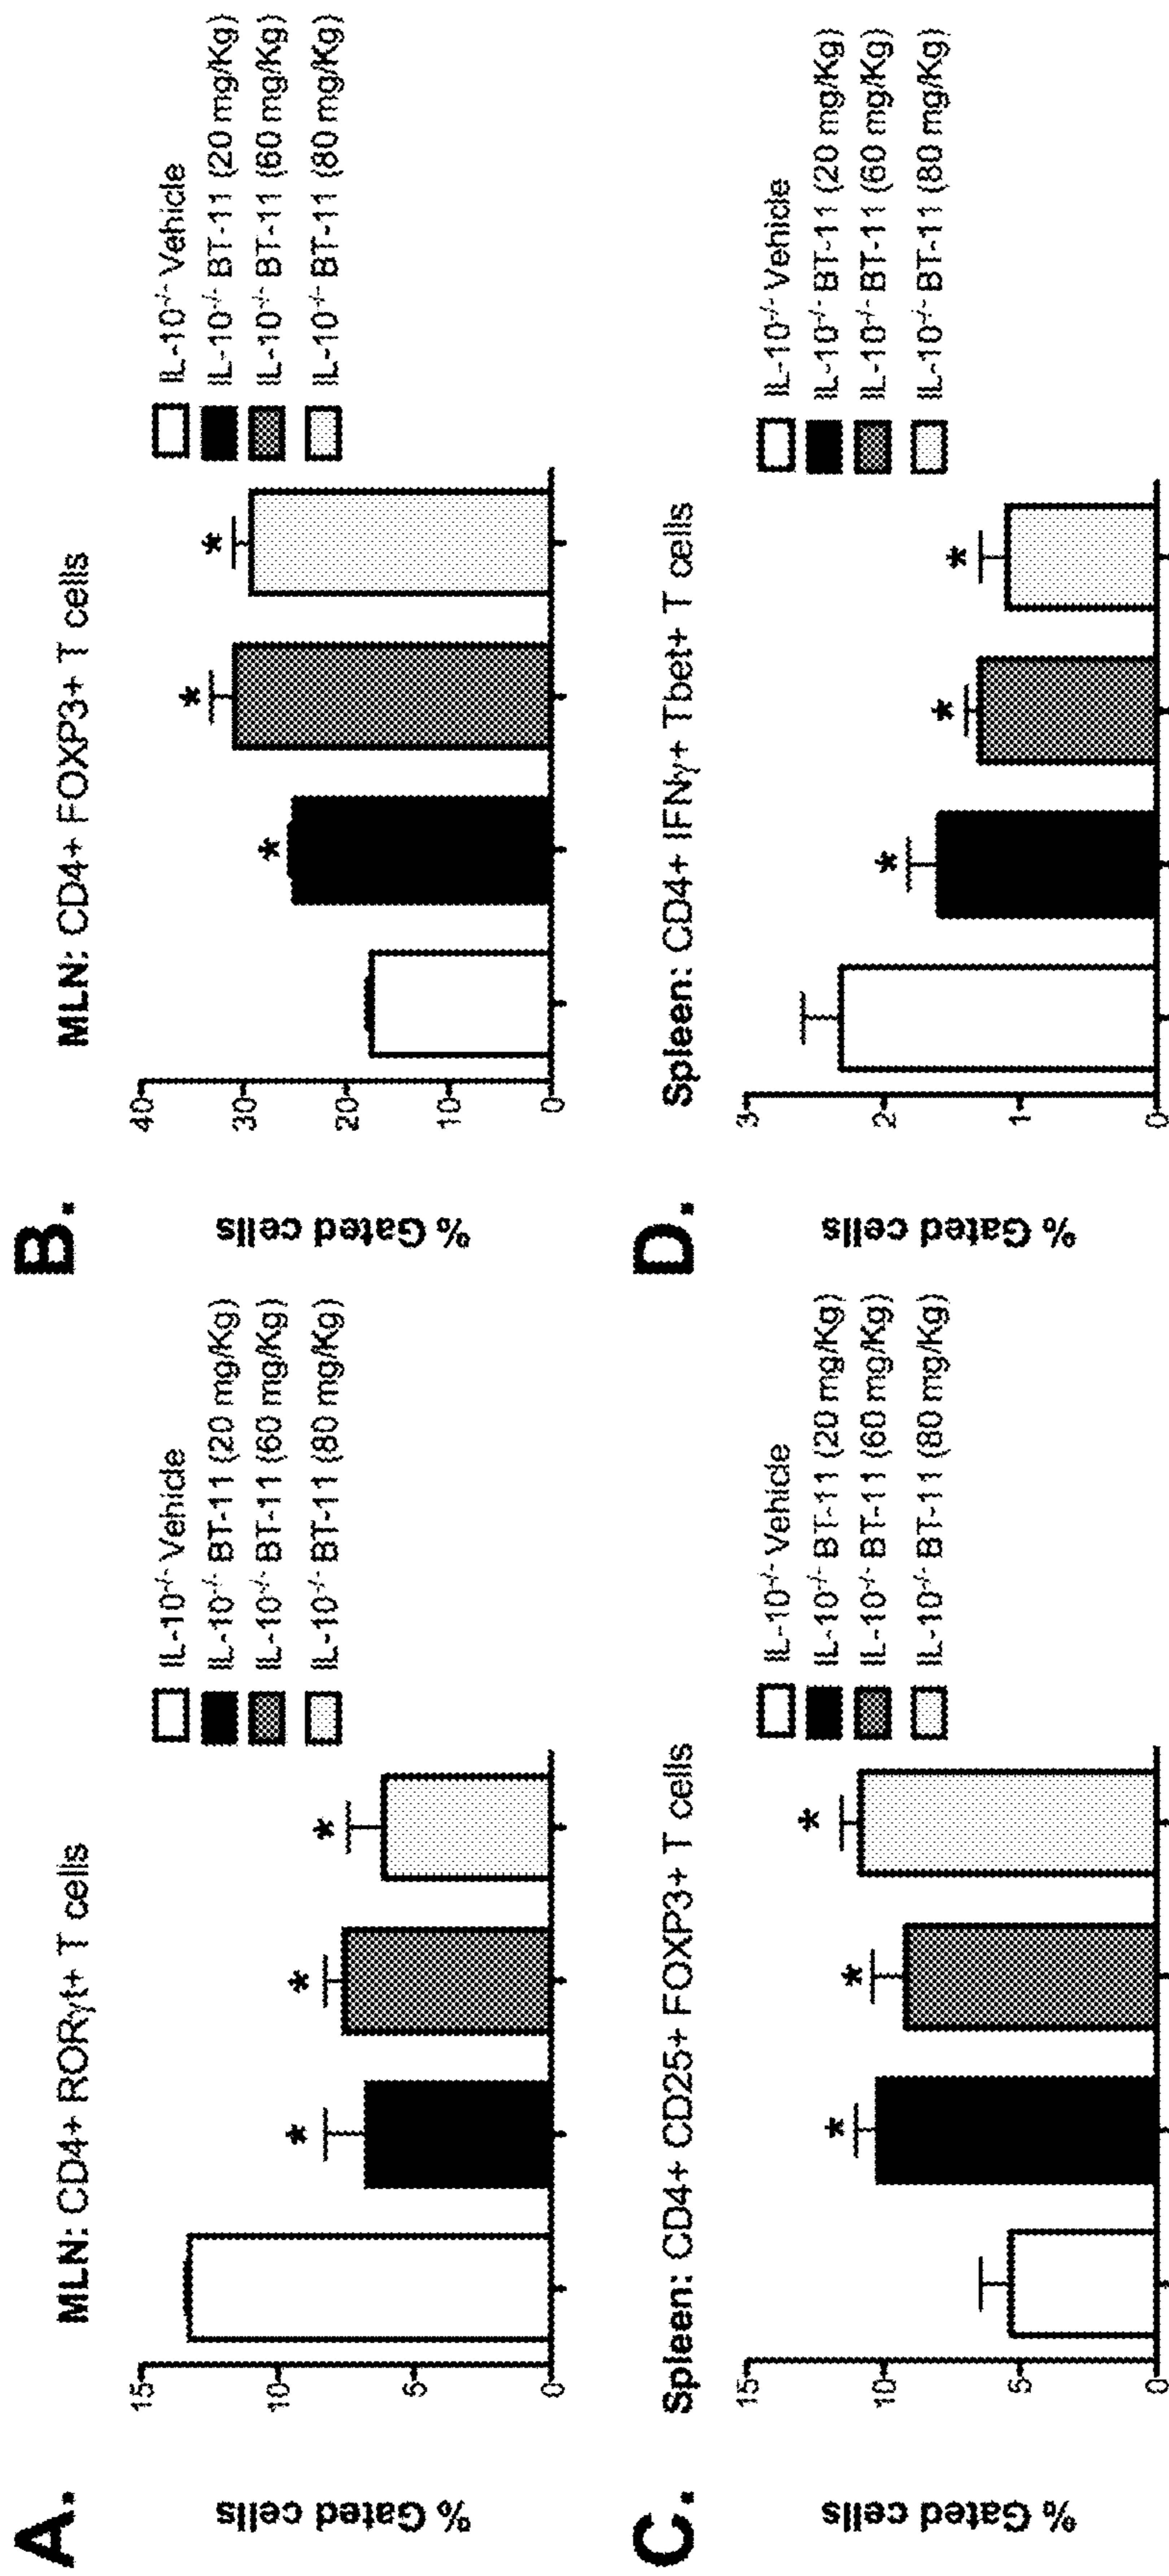 A.
MLN: CD4+ RORγt+ T cells
% Gated cells
15
10
5
0
IL-10-/- Vehicle
IL-10-/- BT-11 (20 mg/Kg)
IL-10-/- BT-11 (60 mg/Kg)
IL-10-/- BT-11 (80 mg/Kg)
*
*
*
B.
MLN: CD4+ FOXP3+ T cells
% Gated cells
40
30
20
10
0
IL-10-/- Vehicle
IL-10-/- BT-11 (20 mg/Kg)
IL-10-/- BT-11 (60 mg/Kg)
IL-10-/- BT-11 (80 mg/Kg)
*
*
*
C.
Spleen: CD4+ CD25+ FOXP3+ T cells
% Gated cells
15
10
5
0
IL-10-/- Vehicle
IL-10-/- BT-11 (20 mg/Kg)
IL-10-/- BT-11 (60 mg/Kg)
IL-10-/- BT-11 (80 mg/Kg)
*
*
*
D.
Spleen: CD4+ IFNγ+ Tbet+ T cells
% Gated cells
3
2
1
0
IL-10-/- Vehicle
IL-10-/- BT-11 (20 mg/Kg)
IL-10-/- BT-11 (60 mg/Kg)
IL-10-/- BT-11 (80 mg/Kg)
*
*
*